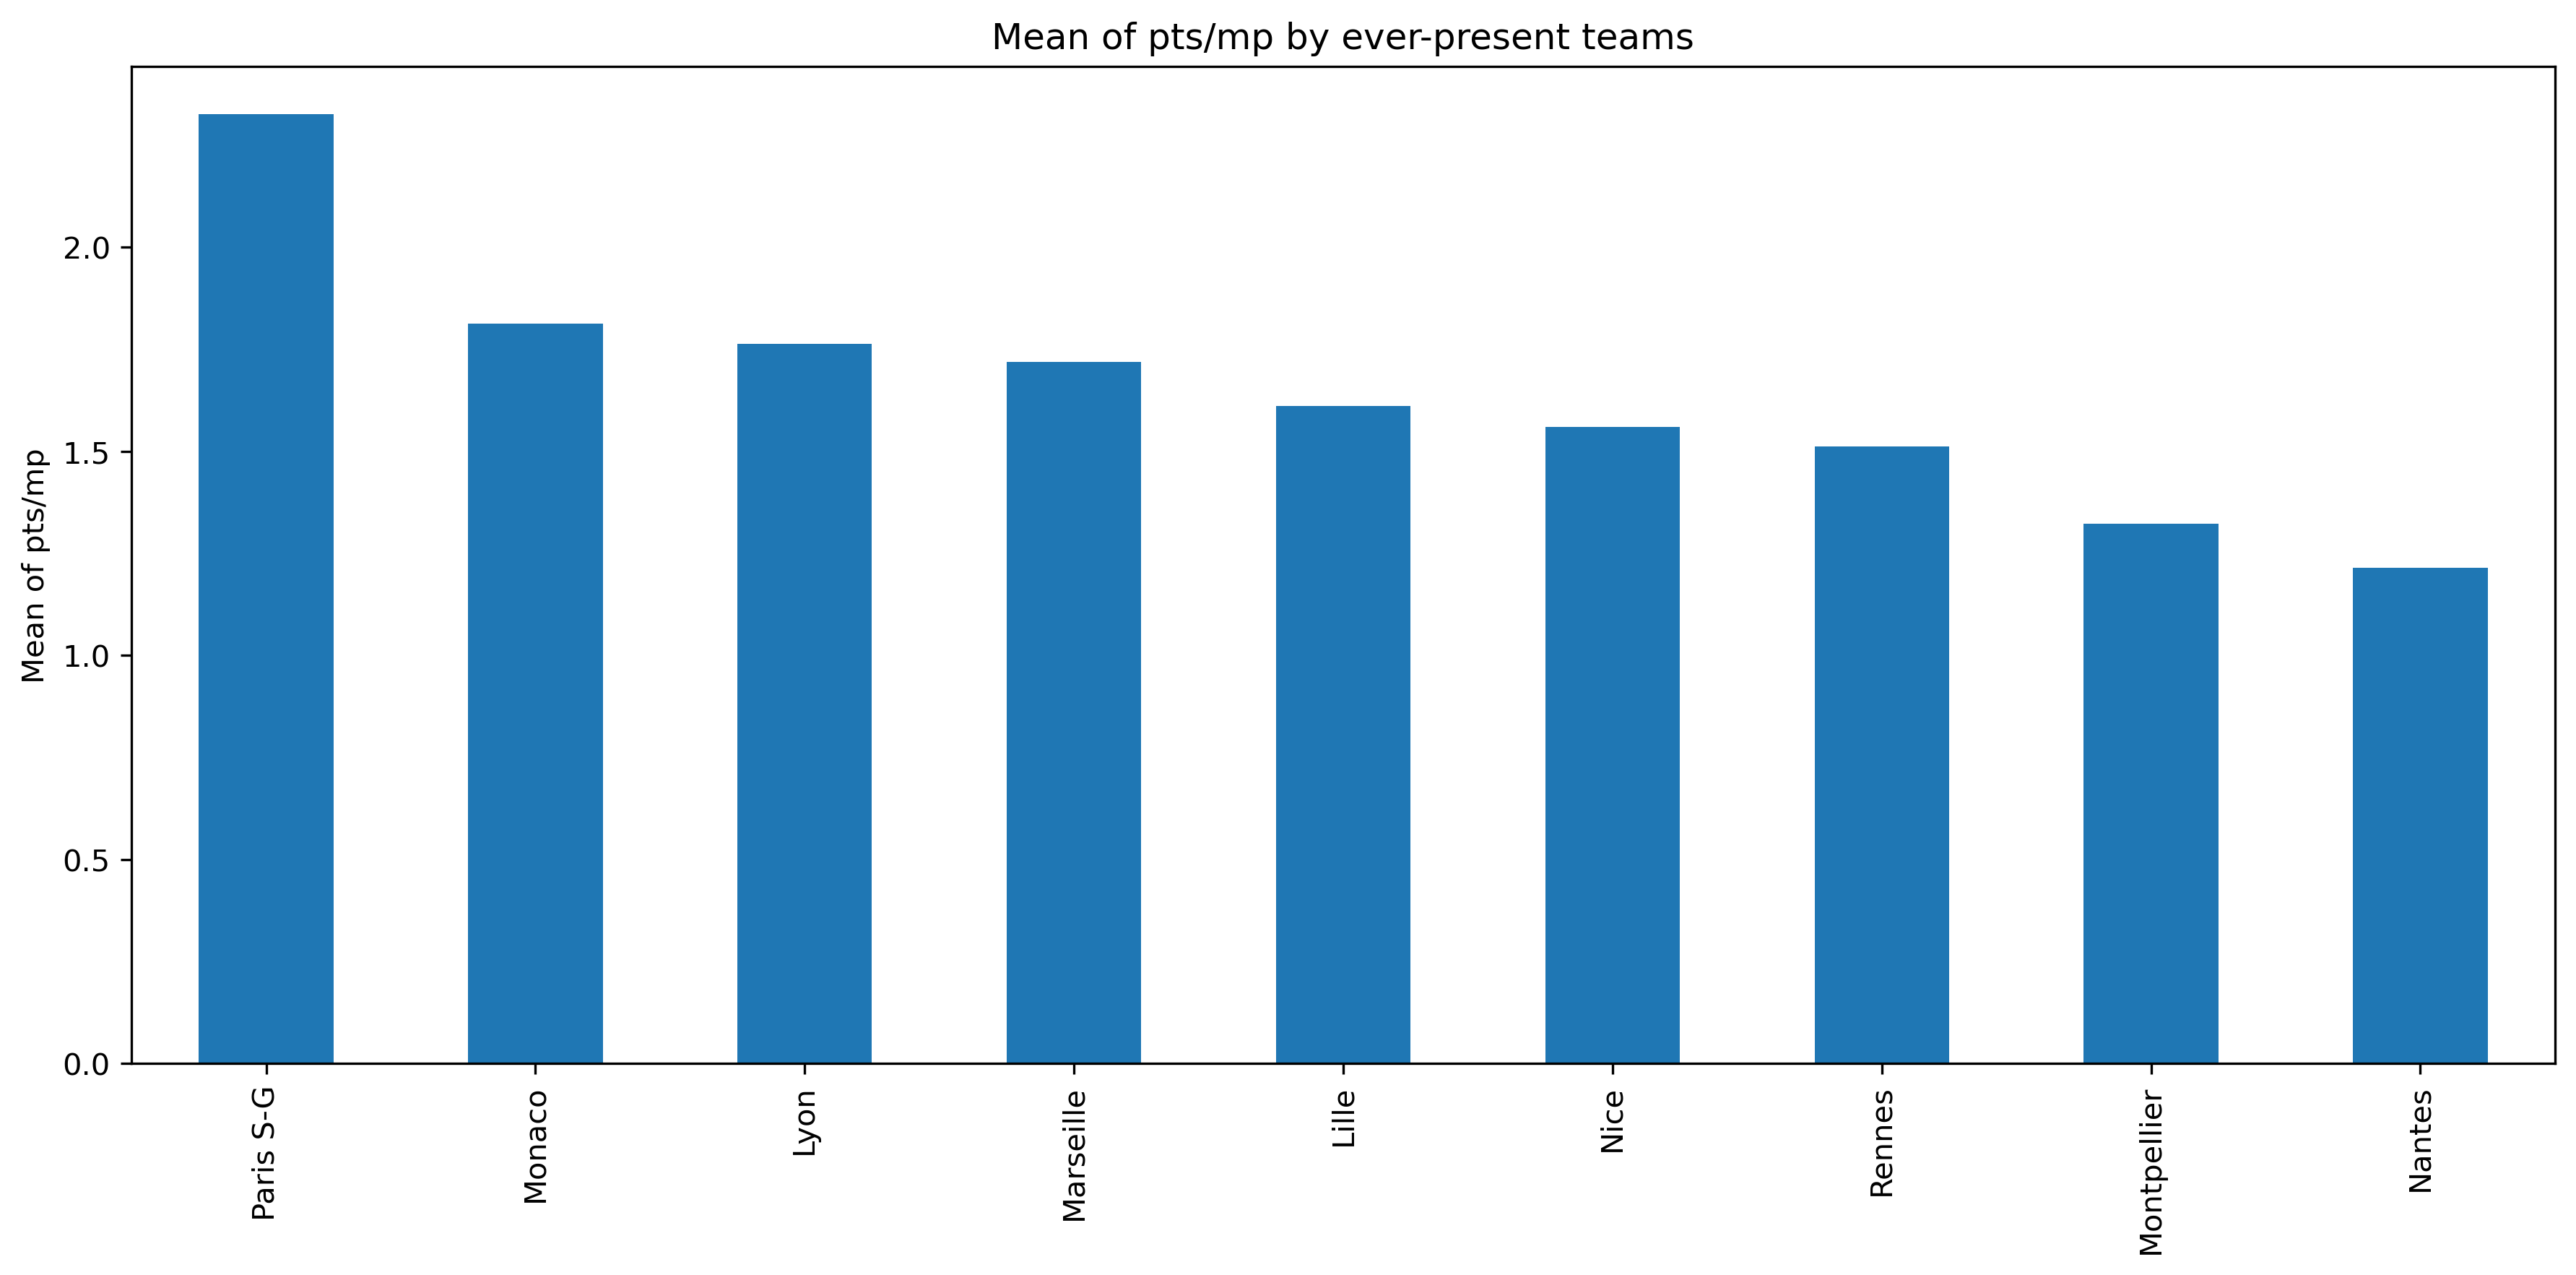 Mean of pts/mp by ever-present teams
Mean of pts/mp
2.0
1.5
1.0
0.5
0.0
Paris S-G
Monaco
Lyon
Marseille
Lille
Nice
Rennes
Montpellier
Nantes